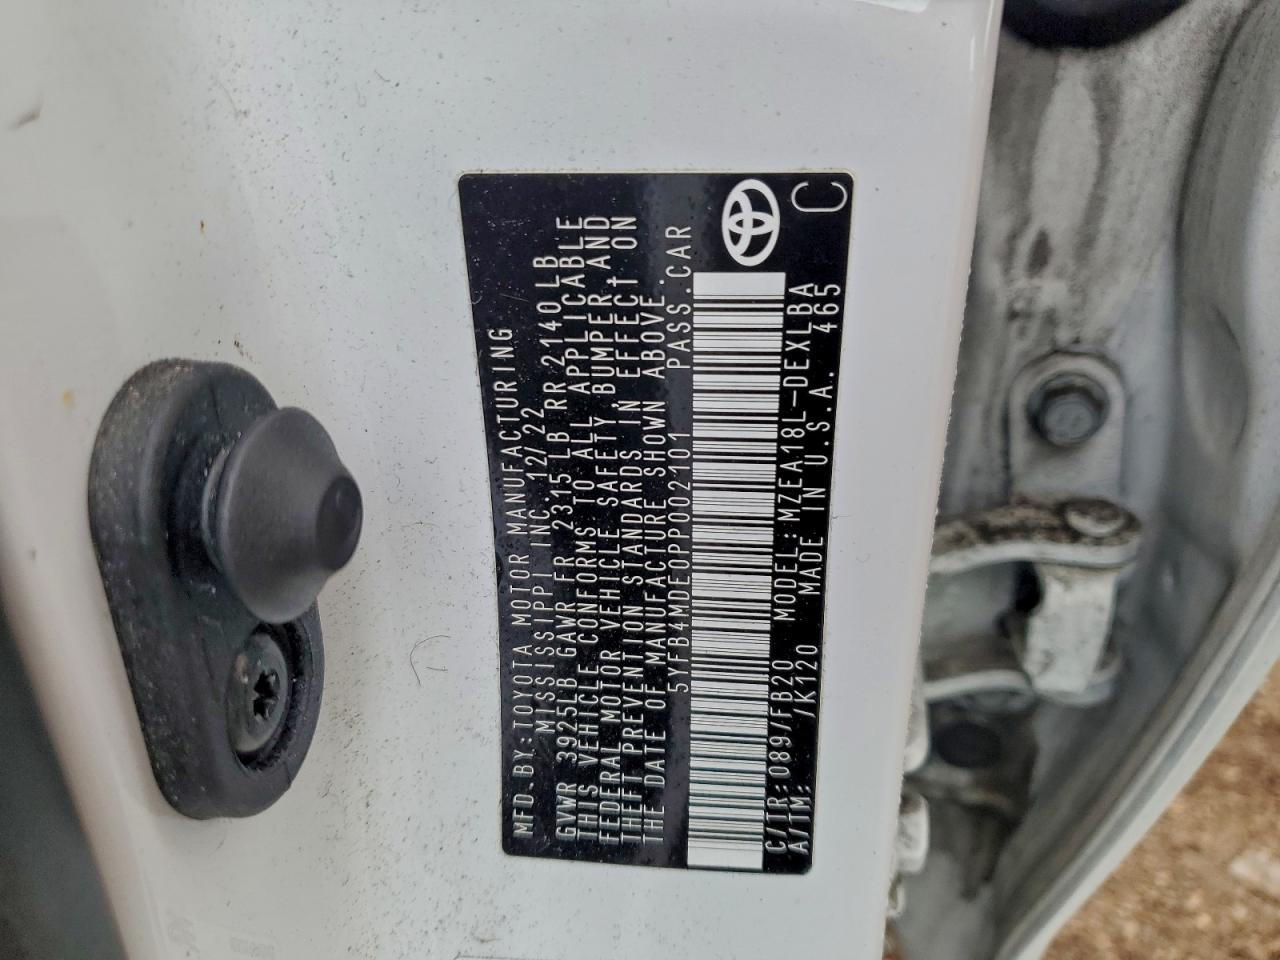 MFD.BY:TOYOTA MOTOR MANUFACTURING
MISSISSIPPI INC. 12/22
GVWR 3925LB GAWR FR 2315LB RR 2140LB
THIS VEHICLE CONFORMS TO ALL APPLICABLE
FEDERAL MOTOR VEHICLE SAFETY BUMPER, AND
THEFT PREVENTION STANDARDS IN EFFECT ON
THE DATE OF MANUFACTURE SHOWN ABOVE.
5YFB4MDE0PP002101 PASS.CAR
C/TR:089/FB20 MODEL:MZEA18L-DEXLBA
A/TM: /K120 MADE IN U.S.A. 465
C